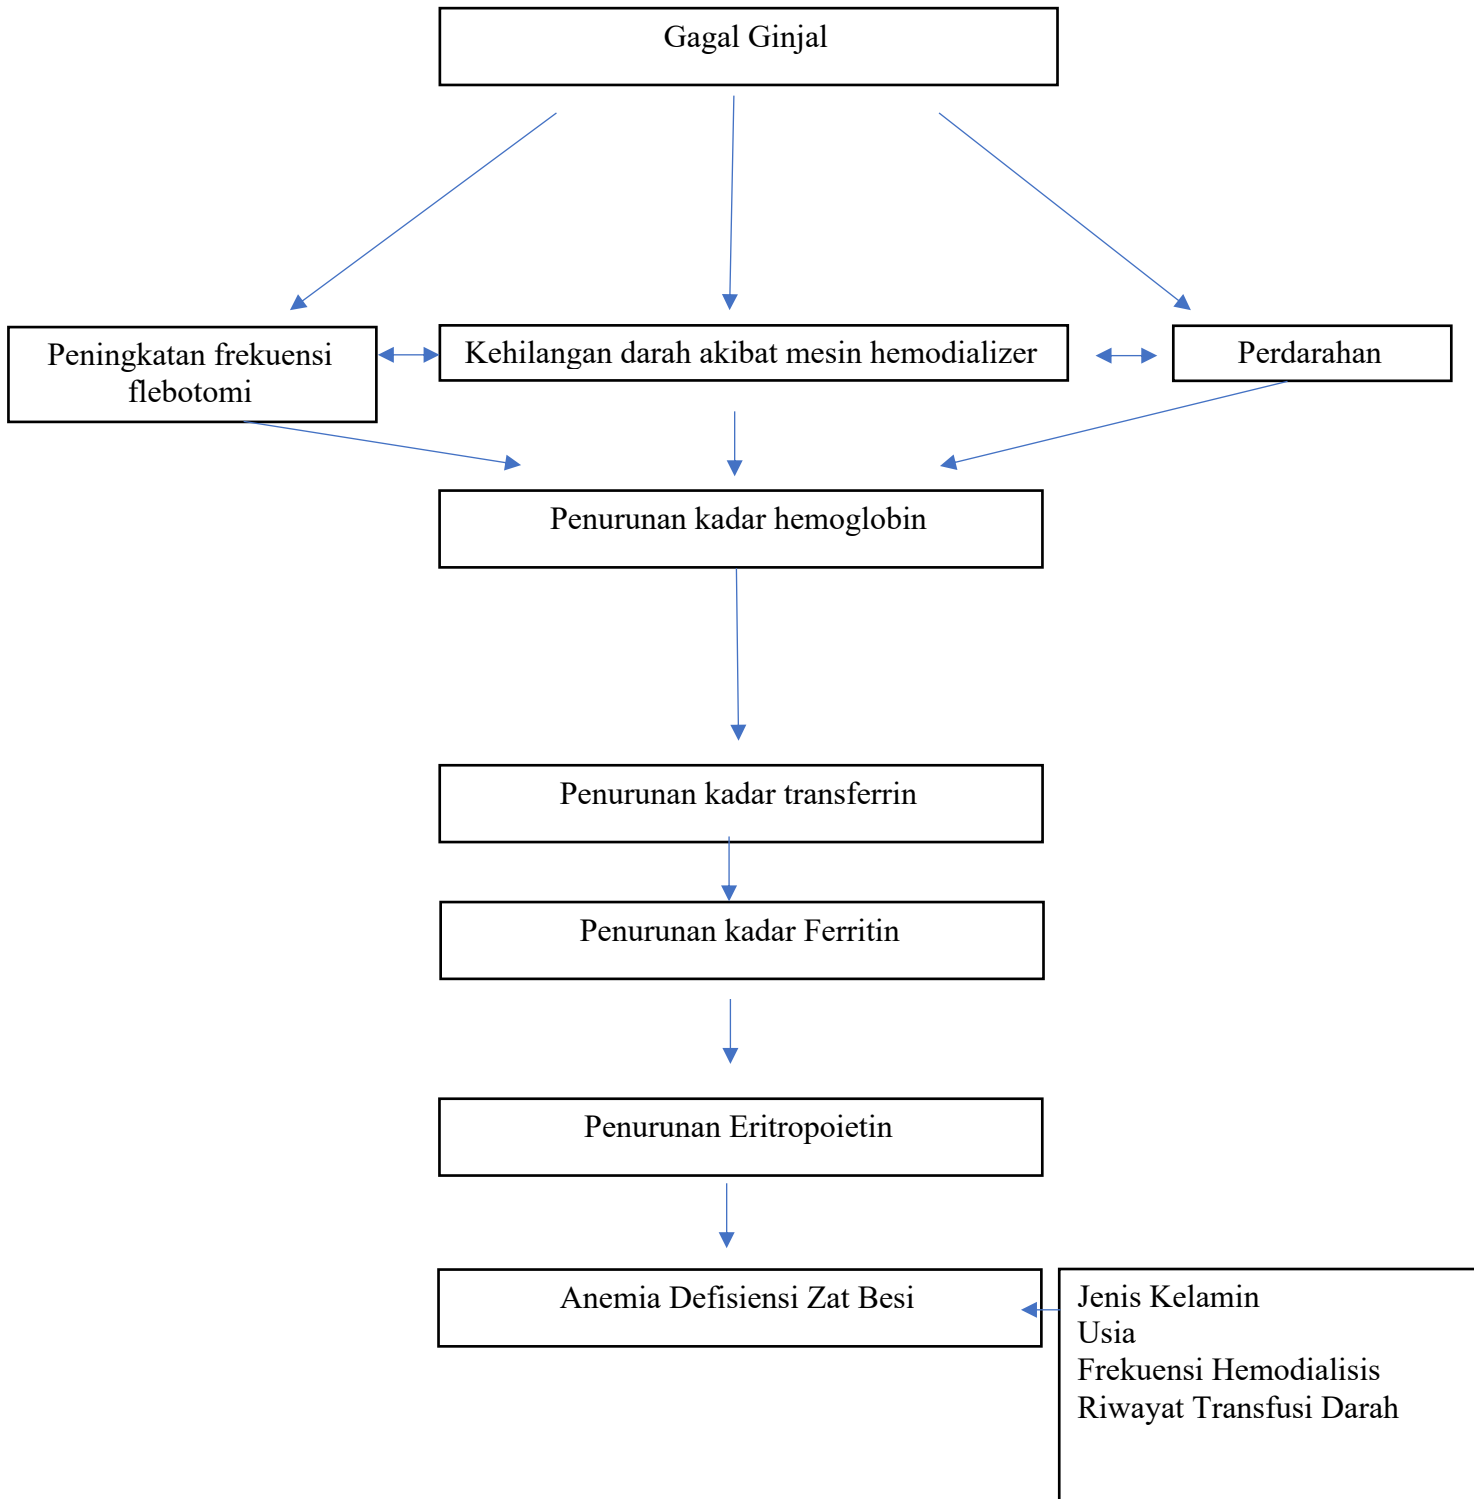 Gagal Ginjal
Peningkatan frekuensi
flebotomi
Kehilangan darah akibat mesin hemodializer
Perdarahan
Penurunan kadar hemoglobin
Penurunan kadar transferrin
Penurunan kadar Ferritin
Penurunan Eritropoietin
Anemia Defisiensi Zat Besi
Jenis Kelamin
Usia
Frekuensi Hemodialisis
Riwayat Transfusi Darah